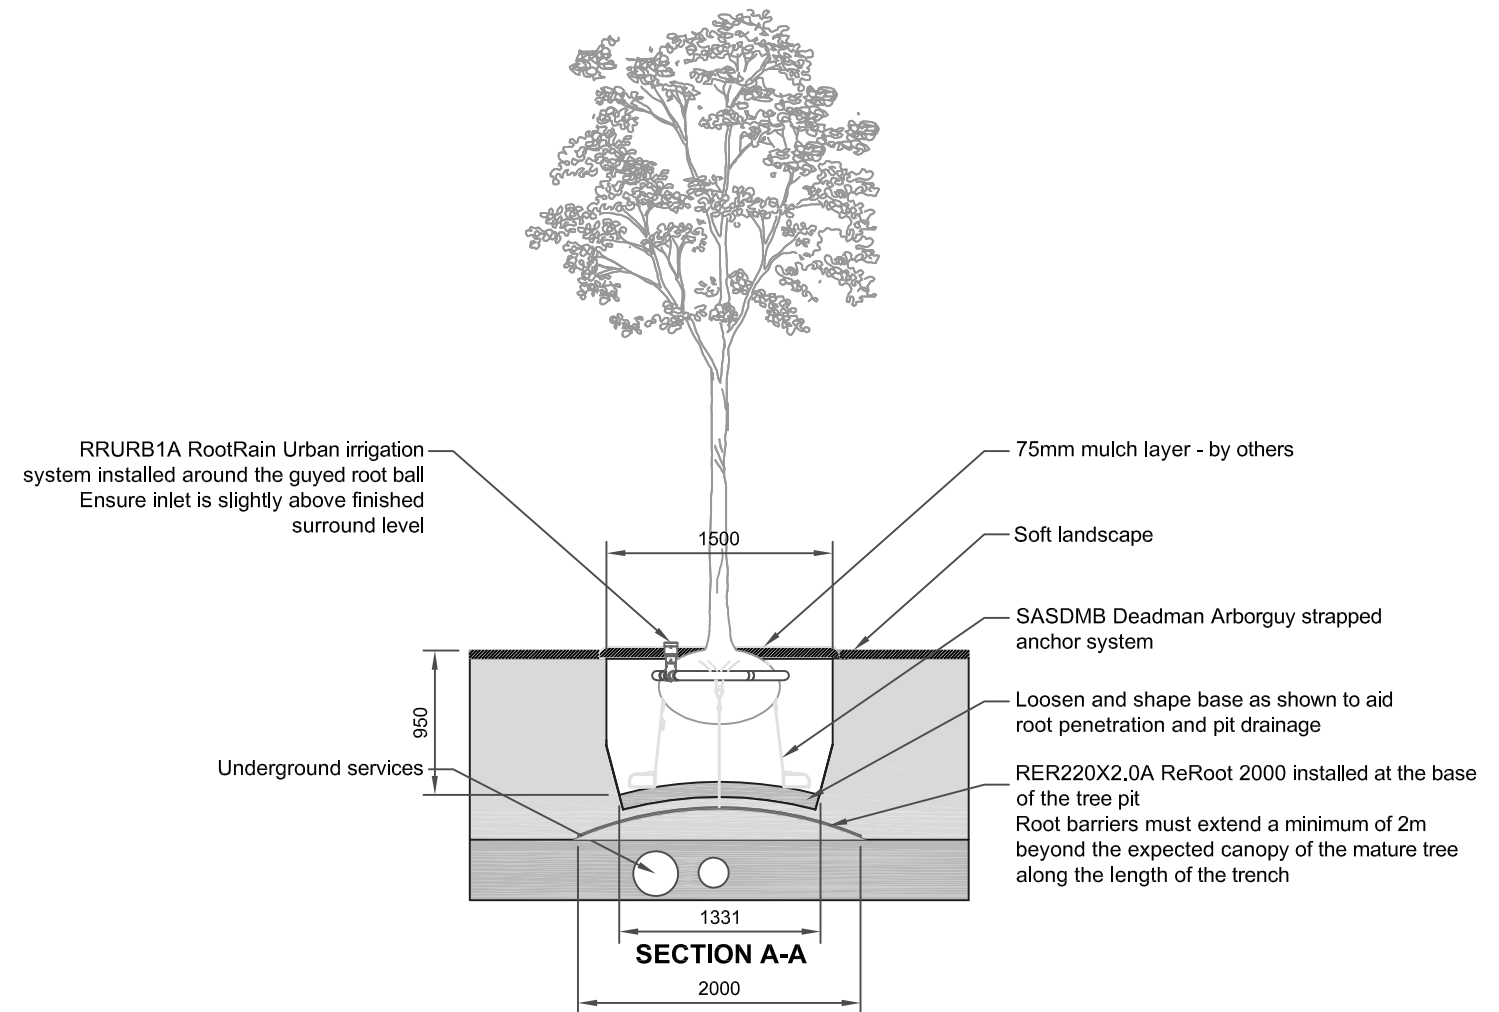 RRURB1A RootRain Urban irrigation
system installed around the guyed root ball
Ensure inlet is slightly above finished
surround level
75mm mulch layer - by others
Soft landscape
1500
SASDMB Deadman Arborguy strapped
anchor system
950
Loosen and shape base as shown to aid
root penetration and pit drainage
Underground services
RER220X2.0A ReRoot 2000 installed at the base
of the tree pit
Root barriers must extend a minimum of 2m
beyond the expected canopy of the mature tree
along the length of the trench
1331
SECTION A-A
2000